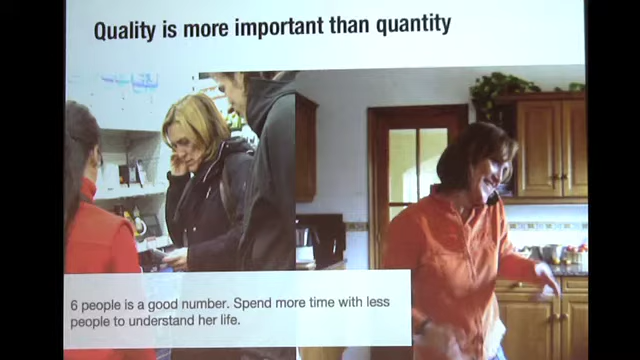 Quality is more important than quantity
6 people is a good number. Spend more time with less
people to understand her life.